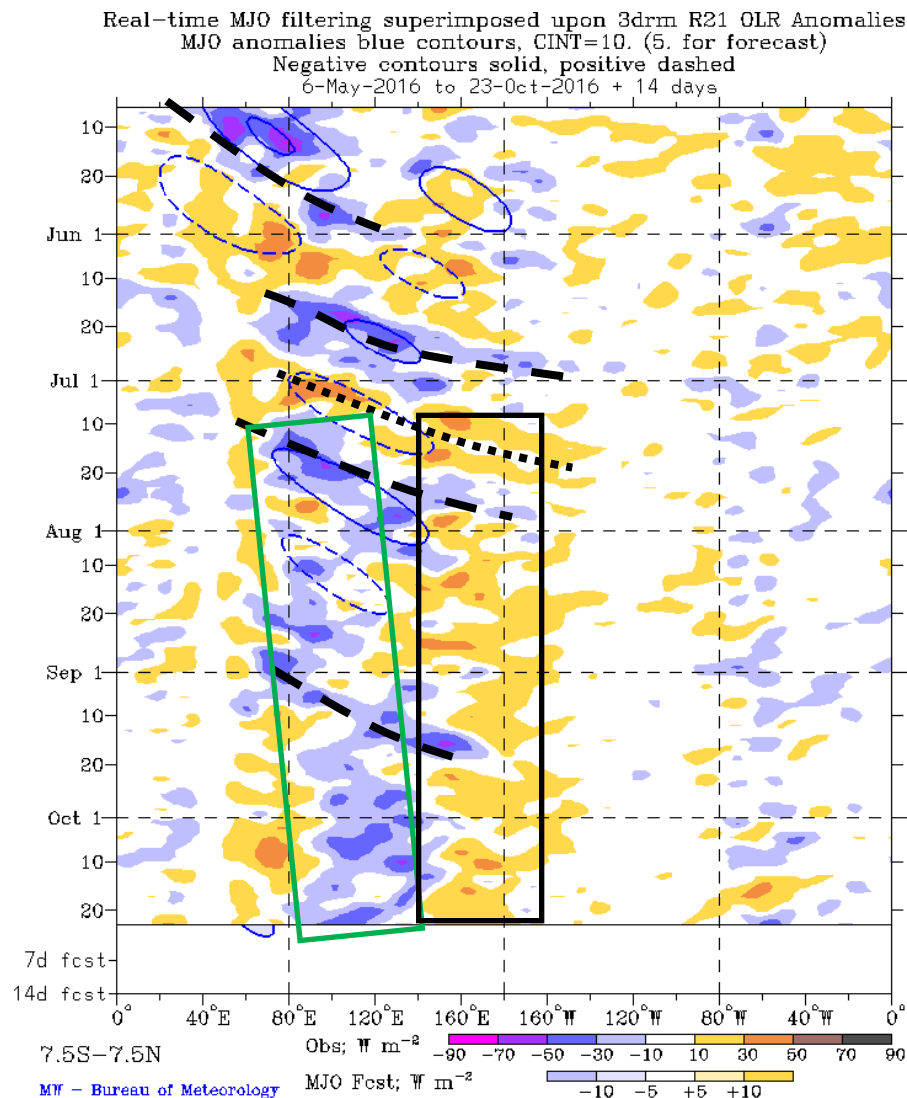 Real-time MJO filtering superimposed upon 3drm R21 OLR Anomalies
MJO anomalies blue contours, CINT=10. (5. for forecast)
Negative contours solid, positive dashed
6-May-2016 to 23-Oct-2016 + 14 days
10
20
Jun 1
10
20
Jul 1
10
20
Aug 1
10
20
Sep 1
10
20
Oct 1
10
20
7d fcst
14d fcst
0° 40°E 80°E 120°E 160°E 160°W 120°W 80°W 40°W 0°
7.5S-7.5N
Obs; W m⁻²
-90 -70 -50 -30 -10 10 30 50 70 90
MW - Bureau of Meteorology
MJO Fcst; W m⁻²
-10 -5 +5 +10